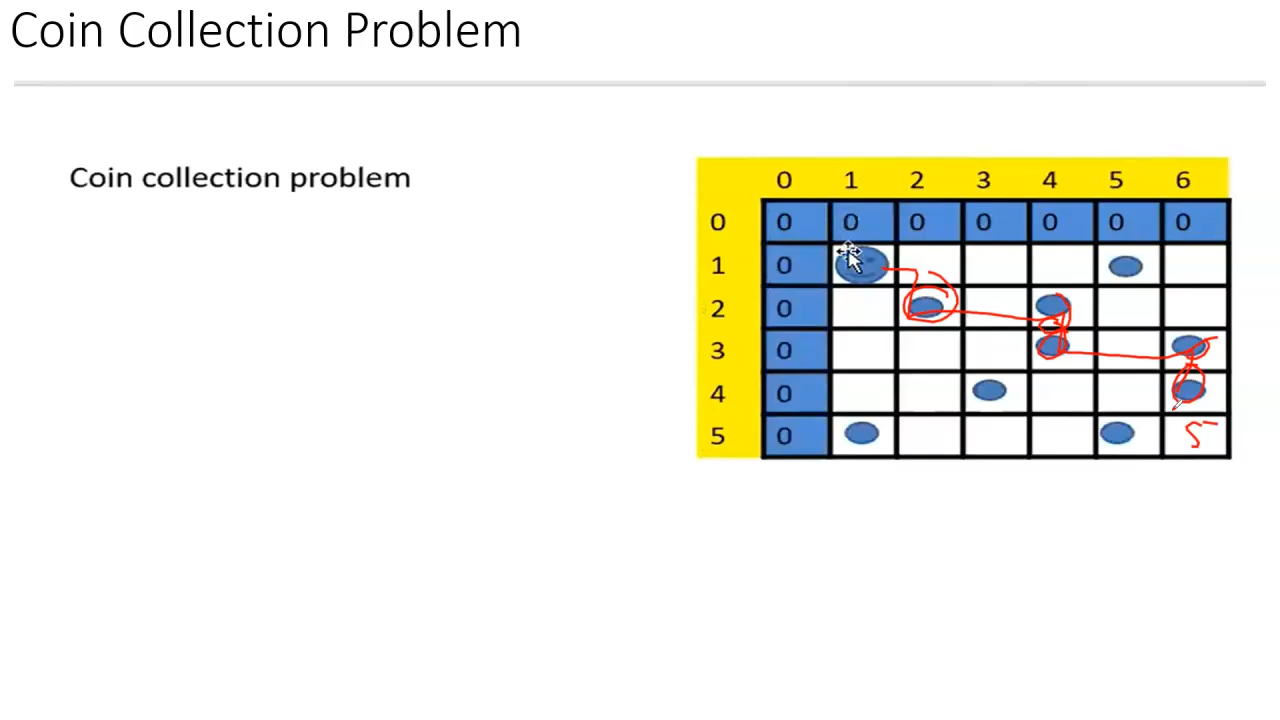 Coin Collection Problem
Coin collection problem
0 1 2 3 4 5 6
0 0 0 0 0 0 0 0
1 0
2 0
3 0
4 0
5 0 5